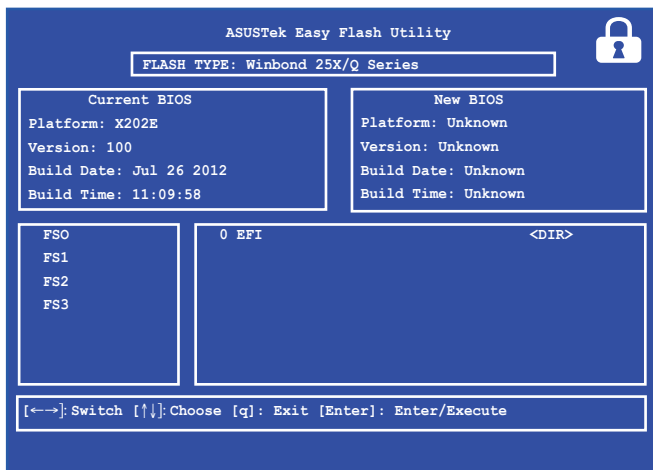 ASUSTek Easy Flash Utility
FLASH TYPE: Winbond 25X/Q Series
Current BIOS
Platform: X202E
Version: 100
Build Date: Jul 26 2012
Build Time: 11:09:58
New BIOS
Platform: Unknown
Version: Unknown
Build Date: Unknown
Build Time: Unknown
FSO
FS1
FS2
FS3
0 EFI <DIR>
[←→]: Switch [↑↓]: Choose [q]: Exit [Enter]: Enter/Execute